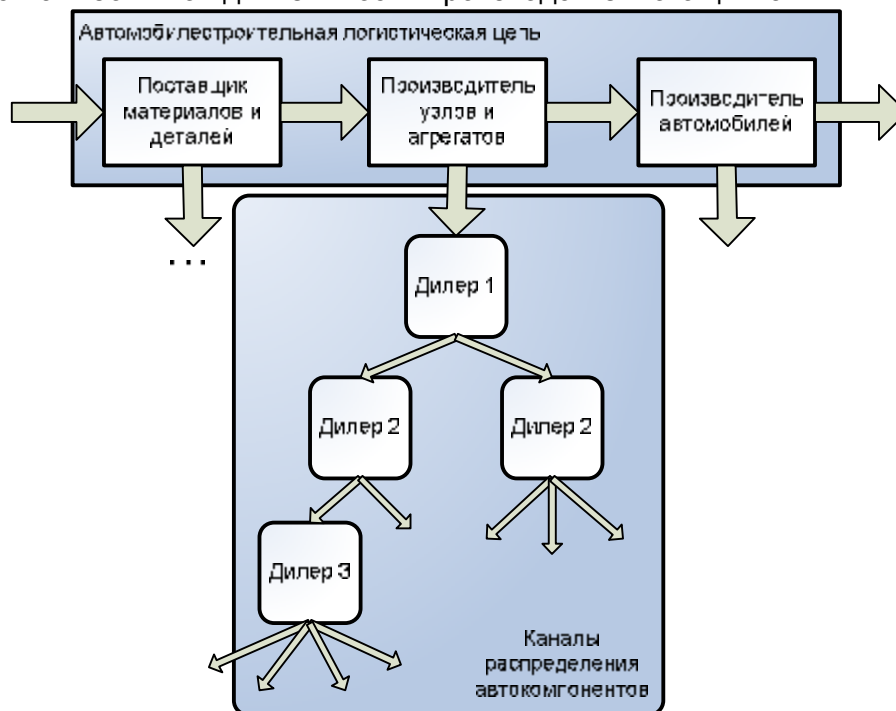 Автомобилестроительная логистическая цепь
Поставщик
материалов и
деталей
Производитель
узлов и
агрегатов
Производитель
автомобилей
...
Дилер 1
Дилер 2
Дилер 2
Дилер 3
Каналы
распределения
автокомпонентов